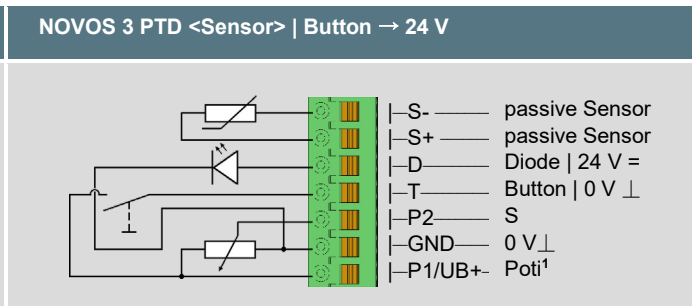 NOVOS 3 PTD <Sensor> | Button → 24 V
S- passive Sensor
S+ passive Sensor
D Diode | 24 V =
T Button | 0 V ⊥
P2 S
GND 0 V⊥
P1/UB+ Poti¹